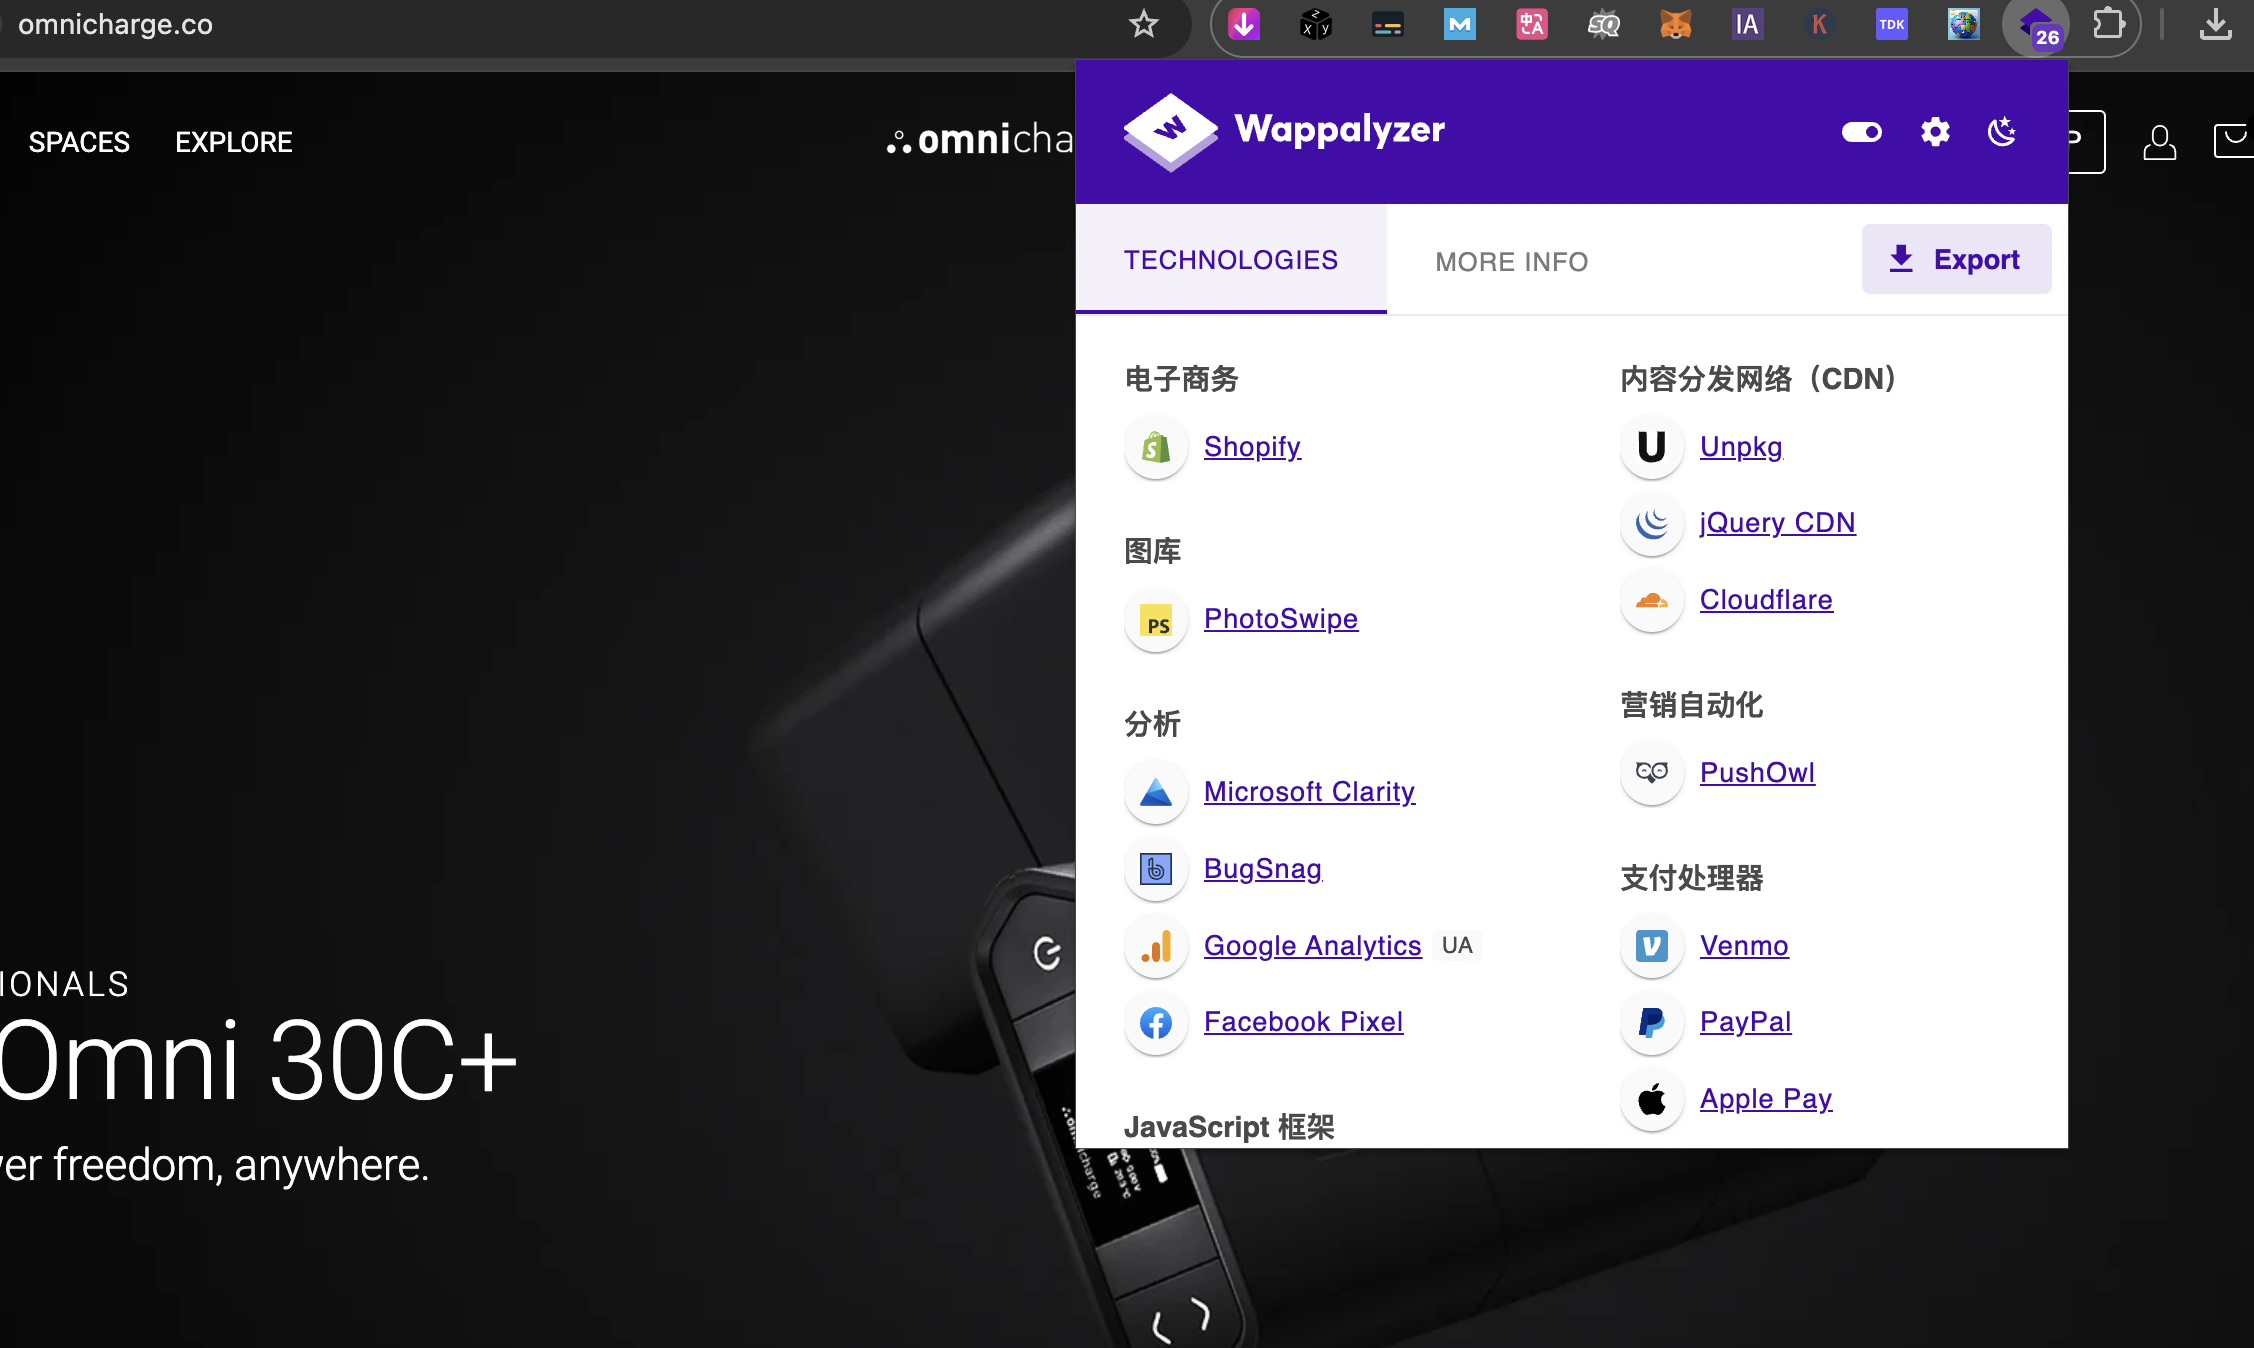 omnicharge.co
26
SPACES
EXPLORE
omnicha
Wappalyzer
TECHNOLOGIES
MORE INFO
Export
电子商务
Shopify
图库
PhotoSwipe
分析
Microsoft Clarity
BugSnag
Google Analytics UA
Facebook Pixel
JavaScript 框架
内容分发网络（CDN）
Unpkg
jQuery CDN
Cloudflare
营销自动化
PushOwl
支付处理器
Venmo
PayPal
Apple Pay
IONALS
Omni 30C+
er freedom, anywhere.